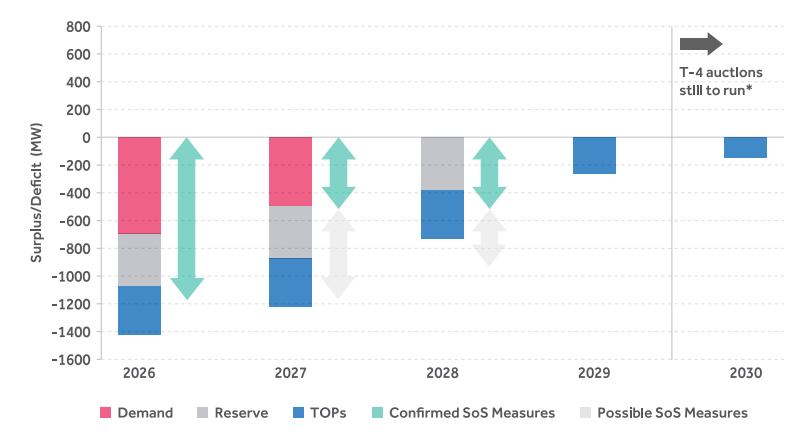 800
600
400
200
0
-200
-400
-600
-800
-1000
-1200
-1400
-1600
Surplus/Deficit (MW)
T-4 auctions
still to run*
2026 2027 2028 2029 2030
Demand Reserve TOPs Confirmed SoS Measures Possible SoS Measures